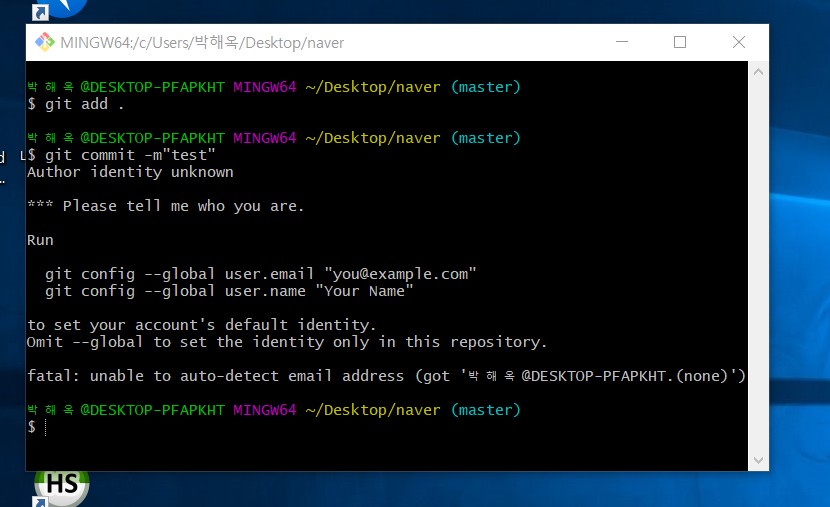 MINGW64:/c/Users/박해옥/Desktop/naver
박해옥@DESKTOP-PFAPKHT MINGW64 ~/Desktop/naver (master)
$ git add .
박해옥@DESKTOP-PFAPKHT MINGW64 ~/Desktop/naver (master)
$ git commit -m"test"
Author identity unknown
*** Please tell me who you are.
Run
git config --global user.email "you@example.com"
git config --global user.name "Your Name"
to set your account's default identity.
Omit --global to set the identity only in this repository.
fatal: unable to auto-detect email address (got '박해옥@DESKTOP-PFAPKHT.(none)')
박해옥@DESKTOP-PFAPKHT MINGW64 ~/Desktop/naver (master)
$
HS